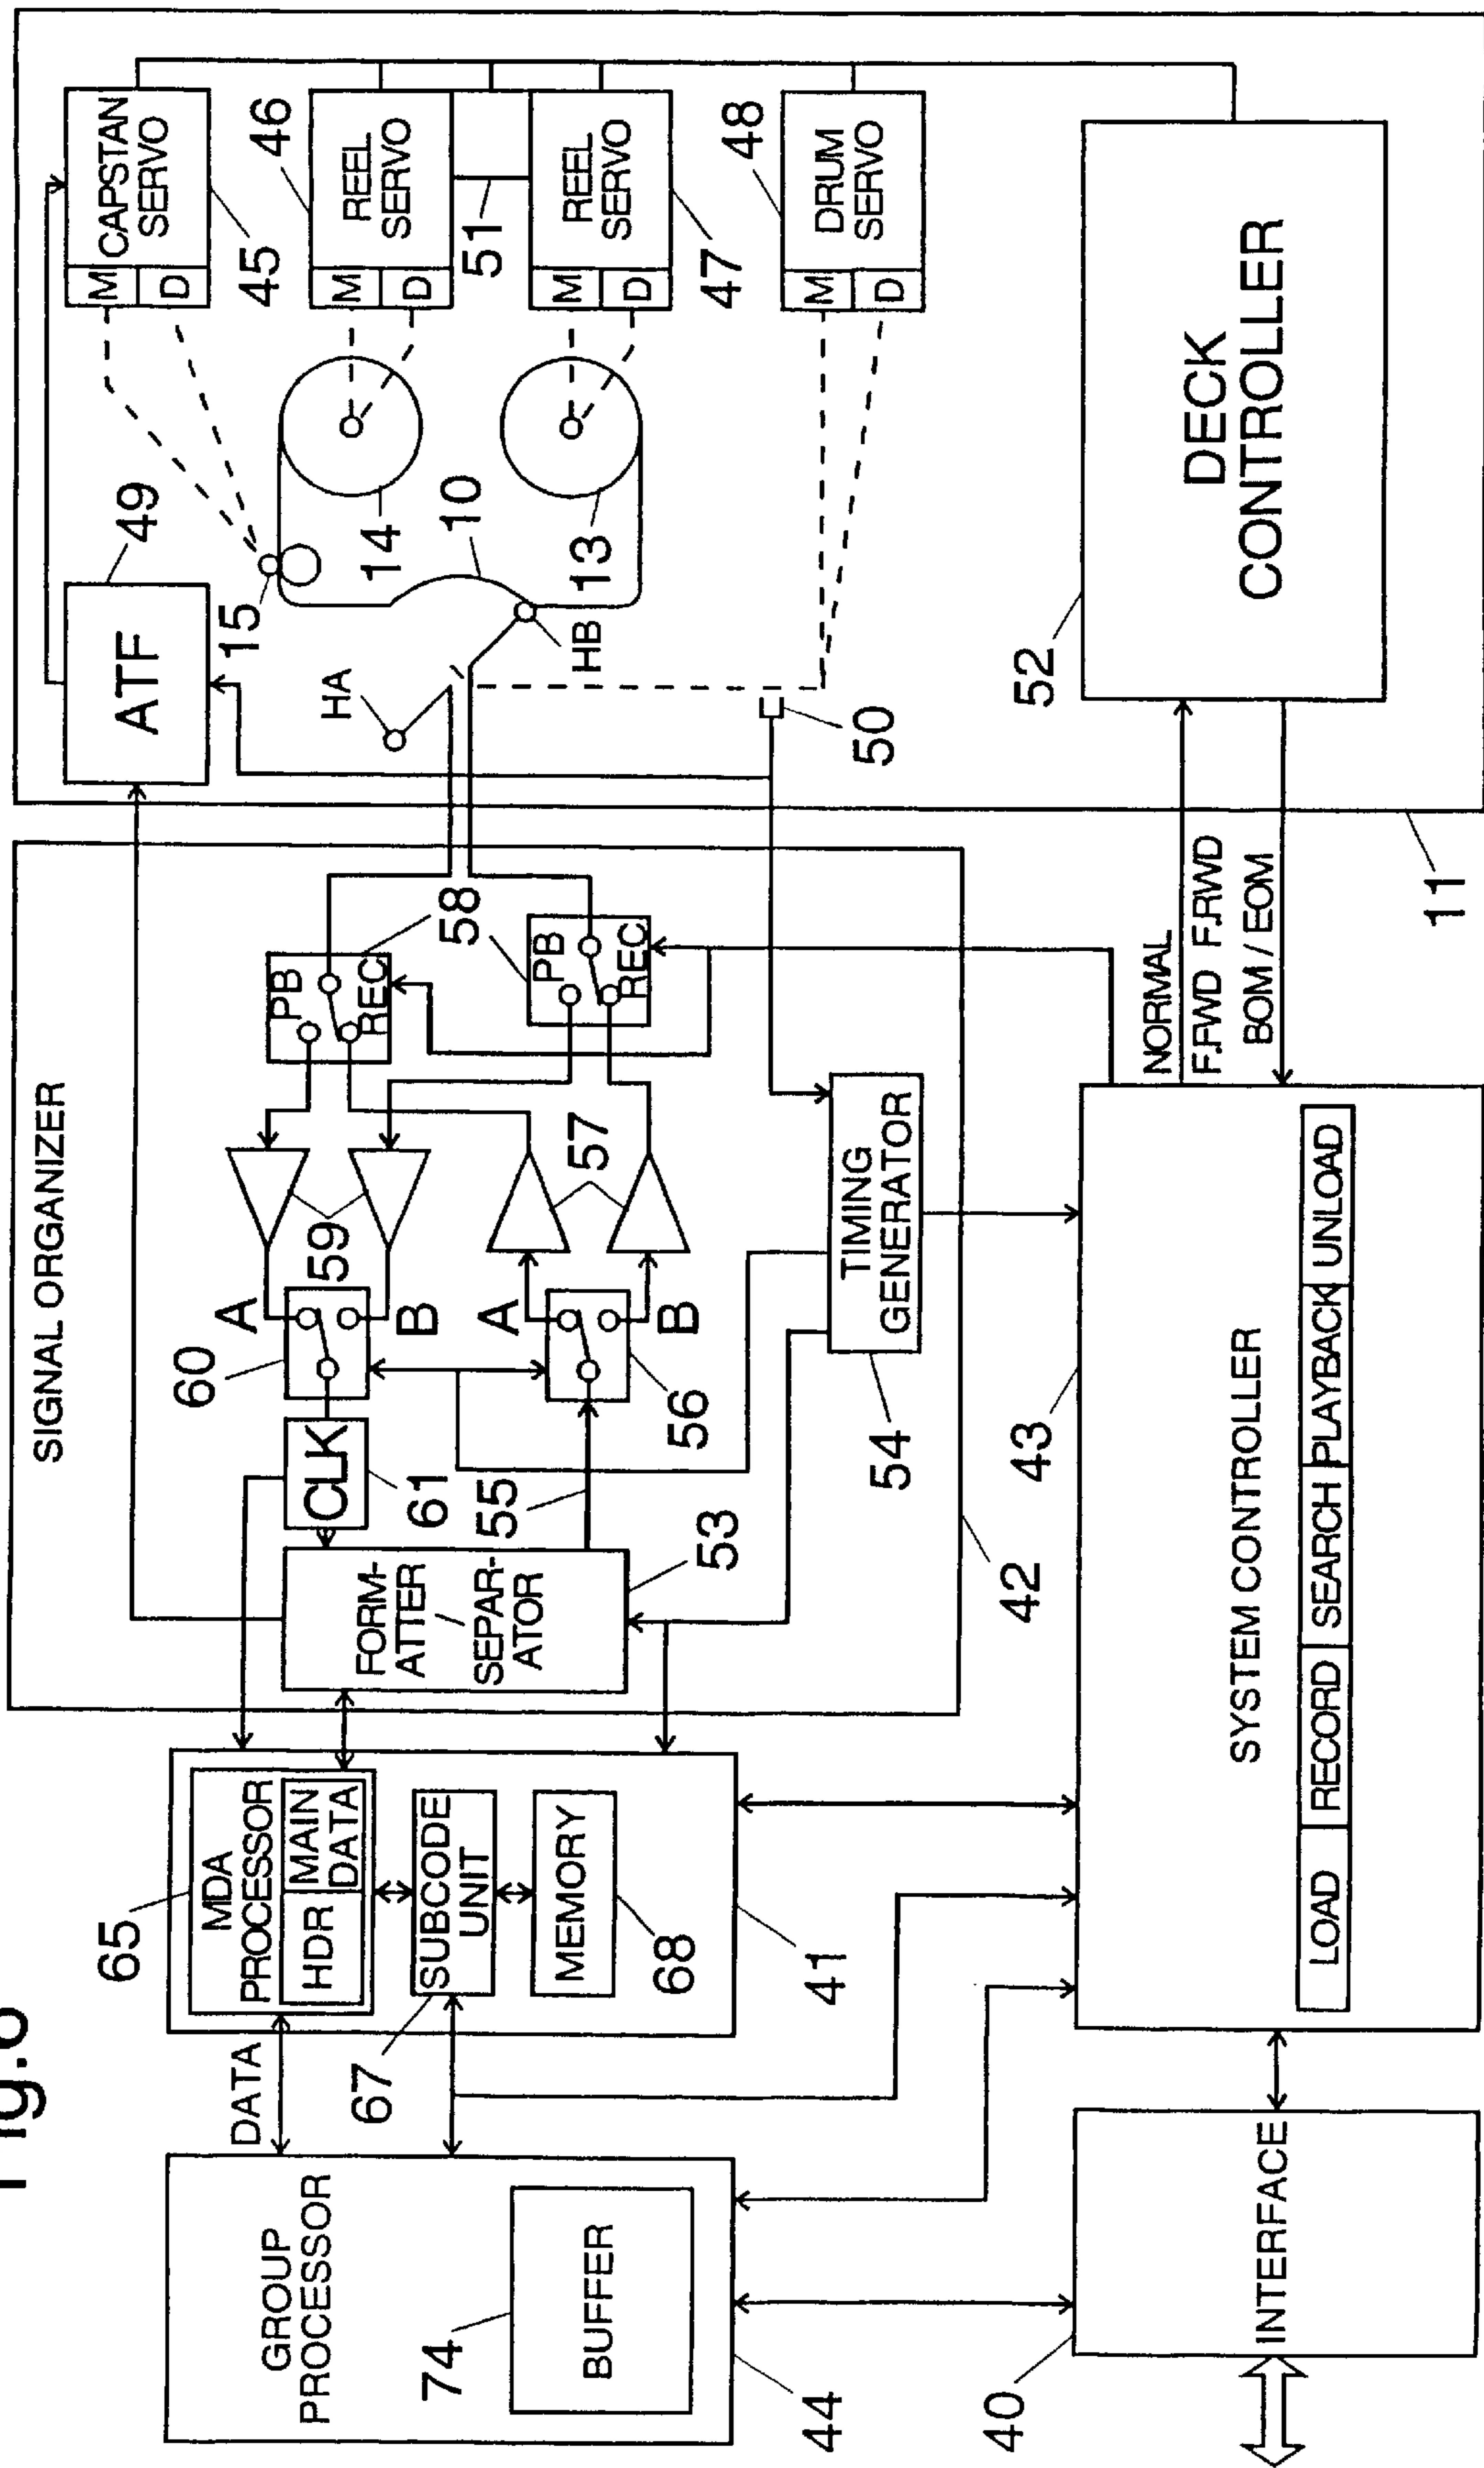 Fig.6
SIGNAL ORGANIZER
GROUP
PROCESSOR
74
BUFFER
44
DATA
65
MDA
PROCESSOR
HDR
MAIN
DATA
67
SUBCODE
UNIT
MEMORY
68
41
FORM-
ATTER
SEPAR-
ATOR
53
55
CLK
61
60
A
B
59
56
A
B
57
58
PB
REC
PB
REC
TIMING
GENERATOR
54
42
ATF
49
HA
HB
15
14
10
13
50
M
D
CAPSTAN
SERVO
45
M
D
REEL
SERVO
46
51
M
D
REEL
SERVO
47
M
D
DRUM
SERVO
48
52
DECK
CONTROLLER
11
NORMAL
F.FWD F.RWD
BOM / EOM
43
SYSTEM CONTROLLER
LOAD
RECORD
SEARCH
PLAYBACK
UNLOAD
40
INTERFACE